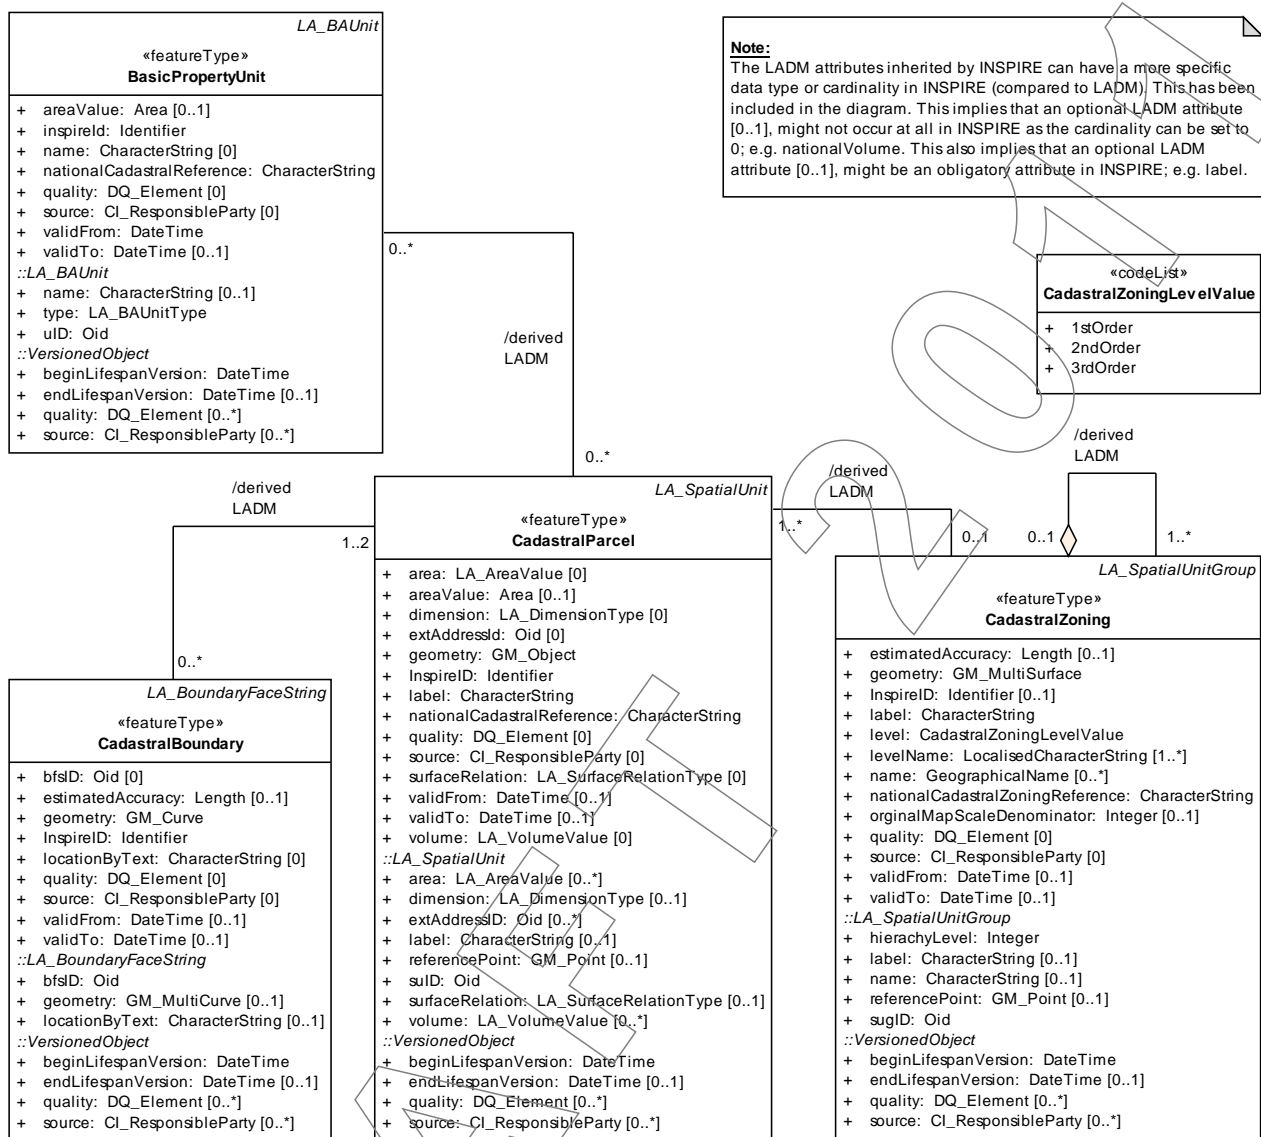 LA_BAUnit
«featureType»
BasicPropertyUnit
+ areaValue: Area [0..1]
+ inspireId: Identifier
+ name: CharacterString [0]
+ nationalCadastralReference: CharacterString
+ quality: DQ_Element [0]
+ source: CI_ResponsibleParty [0]
+ validFrom: DateTime
+ validTo: DateTime [0..1]
::LA_BAUnit
+ name: CharacterString [0..1]
+ type: LA_BAUnitType
+ uID: Oid
::VersionedObject
+ beginLifespanVersion: DateTime
+ endLifespanVersion: DateTime [0..1]
+ quality: DQ_Element [0..*]
+ source: CI_ResponsibleParty [0..*]
Note:
The LADM attributes inherited by INSPIRE can have a more specific
data type or cardinality in INSPIRE (compared to LADM). This has been
included in the diagram. This implies that an optional LADM attribute
[0..1], might not occur at all in INSPIRE as the cardinality can be set to
0; e.g. nationalVolume. This also implies that an optional LADM
attribute [0..1], might be an obligatory attribute in INSPIRE; e.g. label.
«codeList»
CadastralZoningLevelValue
+ 1stOrder
+ 2ndOrder
+ 3rdOrder
0..*
/derived
LADM
0..*
/derived
LADM
1..2
0..*
/derived
LADM
1..*
0..1
/derived
LADM
0..1
1..*
LA_SpatialUnit
«featureType»
CadastralParcel
+ area: LA_AreaValue [0]
+ areaValue: Area [0..1]
+ dimension: LA_DimensionType [0]
+ extAddressId: Oid [0]
+ geometry: GM_Object
+ InspireID: Identifier
+ label: CharacterString
+ nationalCadastralReference: CharacterString
+ quality: DQ_Element [0]
+ source: CI_ResponsibleParty [0]
+ surfaceRelation: LA_SurfaceRelationType [0]
+ validFrom: DateTime [0..1]
+ validTo: DateTime [0..1]
+ volume: LA_VolumeValue [0]
::LA_SpatialUnit
+ area: LA_AreaValue [0..*]
+ dimension: LA_DimensionType [0..1]
+ extAddressID: Oid [0..*]
+ label: CharacterString [0..1]
+ referencePoint: GM_Point [0..1]
+ suID: Oid
+ surfaceRelation: LA_SurfaceRelationType [0..1]
+ volume: LA_VolumeValue [0..*]
::VersionedObject
+ beginLifespanVersion: DateTime
+ endLifespanVersion: DateTime [0..1]
+ quality: DQ_Element [0..*]
+ source: CI_ResponsibleParty [0..*]
LA_BoundaryFaceString
«featureType»
CadastralBoundary
+ bfsID: Oid [0]
+ estimatedAccuracy: Length [0..1]
+ geometry: GM_Curve
+ InspireID: Identifier
+ locationByText: CharacterString [0]
+ quality: DQ_Element [0]
+ source: CI_ResponsibleParty [0]
+ validFrom: DateTime [0..1]
+ validTo: DateTime [0..1]
::LA_BoundaryFaceString
+ bfsID: Oid
+ geometry: GM_MultiCurve [0..1]
+ locationByText: CharacterString [0..1]
::VersionedObject
+ beginLifespanVersion: DateTime
+ endLifespanVersion: DateTime [0..1]
+ quality: DQ_Element [0..*]
+ source: CI_ResponsibleParty [0..*]
LA_SpatialUnitGroup
«featureType»
CadastralZoning
+ estimatedAccuracy: Length [0..1]
+ geometry: GM_MultiSurface
+ InspireID: Identifier [0..1]
+ label: CharacterString
+ level: CadastralZoningLevelValue
+ levelName: LocalisedCharacterString [1..*]
+ name: GeographicalName [0..*]
+ nationalCadastralZoningReference: CharacterString
+ orginalMapScaleDenominator: Integer [0..1]
+ quality: DQ_Element [0]
+ source: CI_ResponsibleParty [0]
+ validFrom: DateTime [0..1]
+ validTo: DateTime [0..1]
::LA_SpatialUnitGroup
+ hierachyLevel: Integer
+ label: CharacterString [0..1]
+ name: CharacterString [0..1]
+ referencePoint: GM_Point [0..1]
+ sugID: Oid
::VersionedObject
+ beginLifespanVersion: DateTime
+ endLifespanVersion: DateTime [0..1]
+ quality: DQ_Element [0..*]
+ source: CI_ResponsibleParty [0..*]